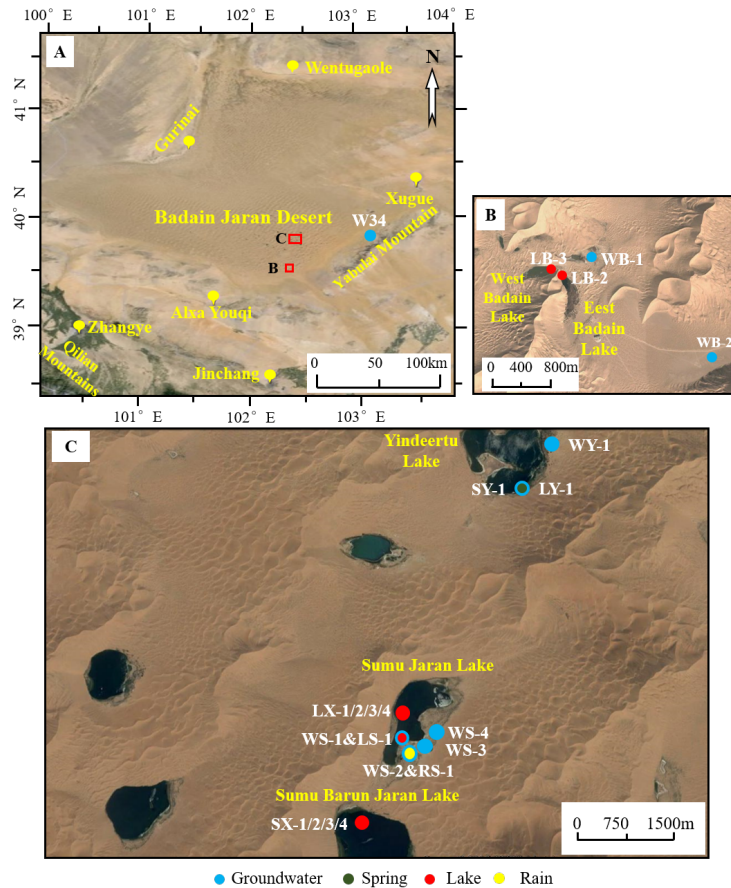 100° E 101° E 102° E 103° E 104° E
A
N
Wentugaole
41° N
Gurinai
Xugue
40° N
Badain Jaran Desert
W34
C
Yabulai Mountain
B
Alxa Youqi
39° N
Zhangye
Qilian
Mountains
Jinchang
0 50 100km
101° E 102° E 103° E
B
LB-3 WB-1
LB-2
West
Badain
Lake
Eest
Badain
Lake
WB-2
0 400 800m
C
Yindeertu
Lake
WY-1
SY-1 LY-1
Sumu Jaran Lake
LX-1/2/3/4
WS-4
WS-1&LS-1
WS-3
WS-2&RS-1
Sumu Barun Jaran Lake
SX-1/2/3/4
0 750 1500m
Groundwater Spring Lake Rain